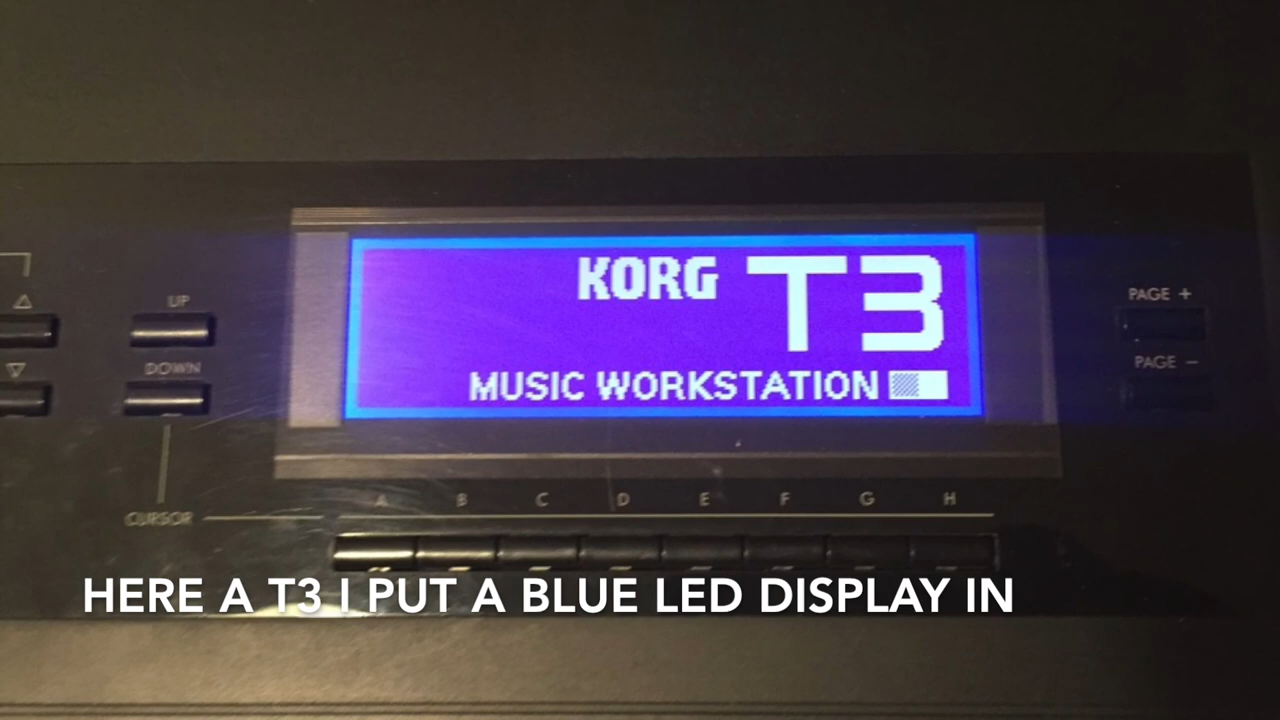 KORG T3
MUSIC WORKSTATION
UP
DOWN
CURSOR
PAGE +
PAGE −
A B C D E F G H
HERE A T3 I PUT A BLUE LED DISPLAY IN